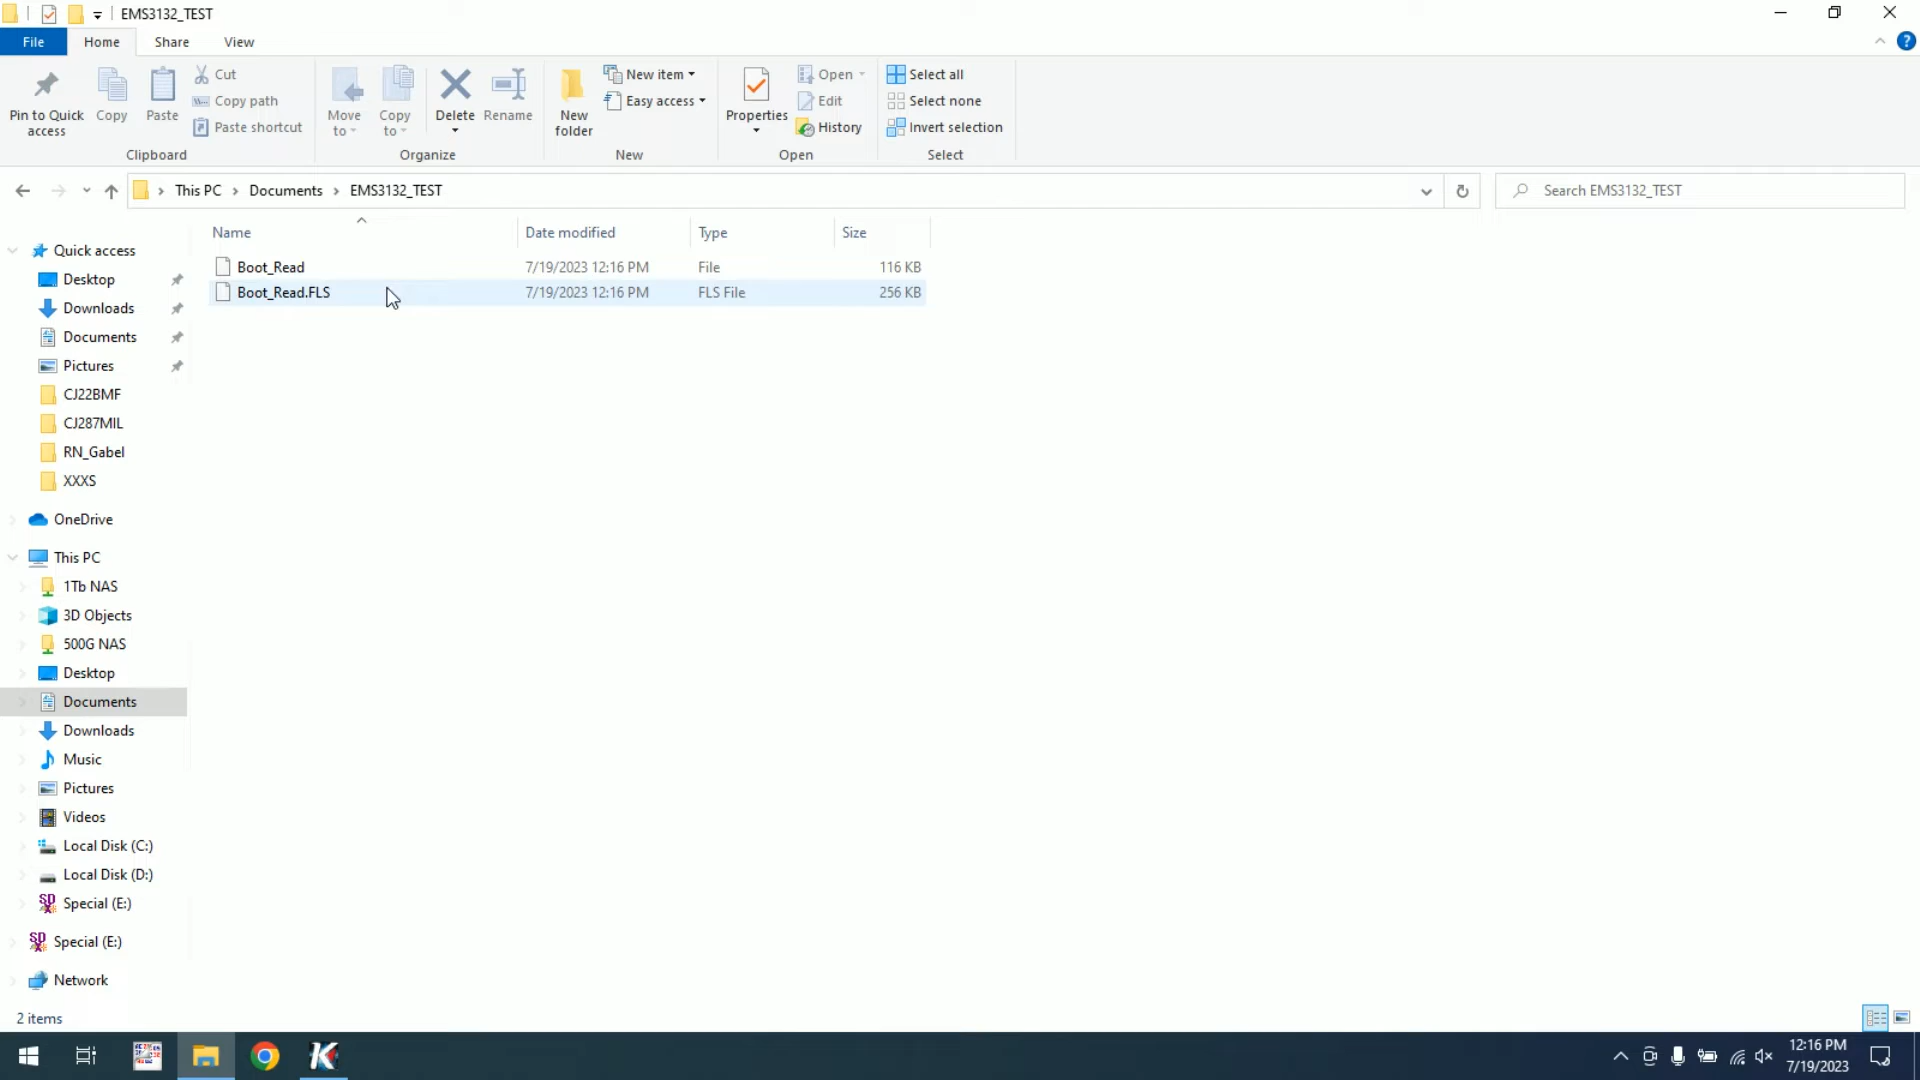 EMS3132_TEST
File Home Share View
Pin to Quick access
Copy
Paste
Cut
Copy path
Paste shortcut
Clipboard
Move to
Copy to
Delete
Rename
Organize
New folder
New item
Easy access
New
Properties
Open
Edit
History
Open
Select all
Select none
Invert selection
Select
This PC > Documents > EMS3132_TEST
Search EMS3132_TEST
Name Date modified Type Size
Boot_Read 7/19/2023 12:16 PM File 116 KB
Boot_Read.FLS 7/19/2023 12:16 PM FLS File 256 KB
Quick access
Desktop
Downloads
Documents
Pictures
CJ22BMF
CJ287MIL
RN_Gabel
XXXS
OneDrive
This PC
1Tb NAS
3D Objects
500G NAS
Desktop
Documents
Downloads
Music
Pictures
Videos
Local Disk (C:)
Local Disk (D:)
Special (E:)
Special (E:)
Network
2 items
12:16 PM
7/19/2023